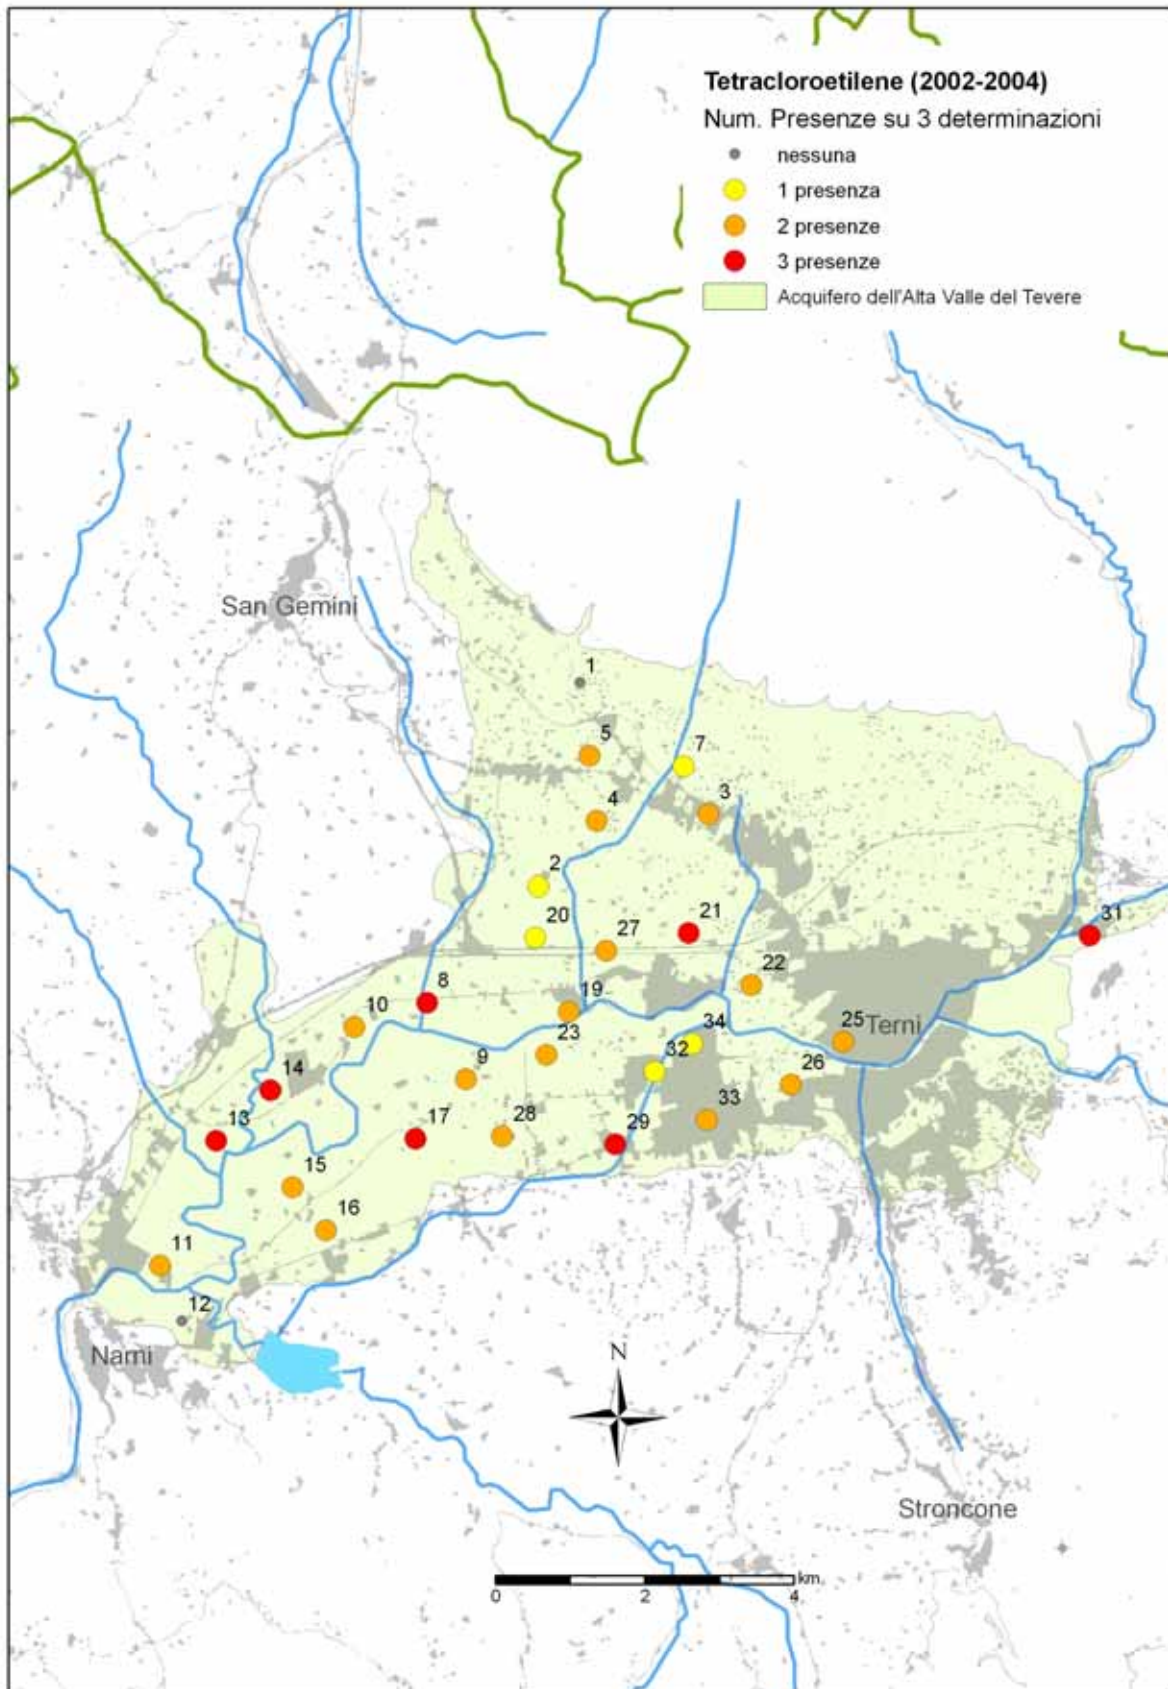 Tetracloroetilene (2002-2004)
Num. Presenze su 3 determinazioni
nessuna
1 presenza
2 presenze
3 presenze
Acquifero dell'Alta Valle del Tevere
San Gemini
1
5
7
4
3
2
20
21
31
27
22
8
10
19
25
Terni
34
23
9
32
26
14
33
13
17
28
29
15
16
11
12
Narni
N
Stroncone
km
0 2 4